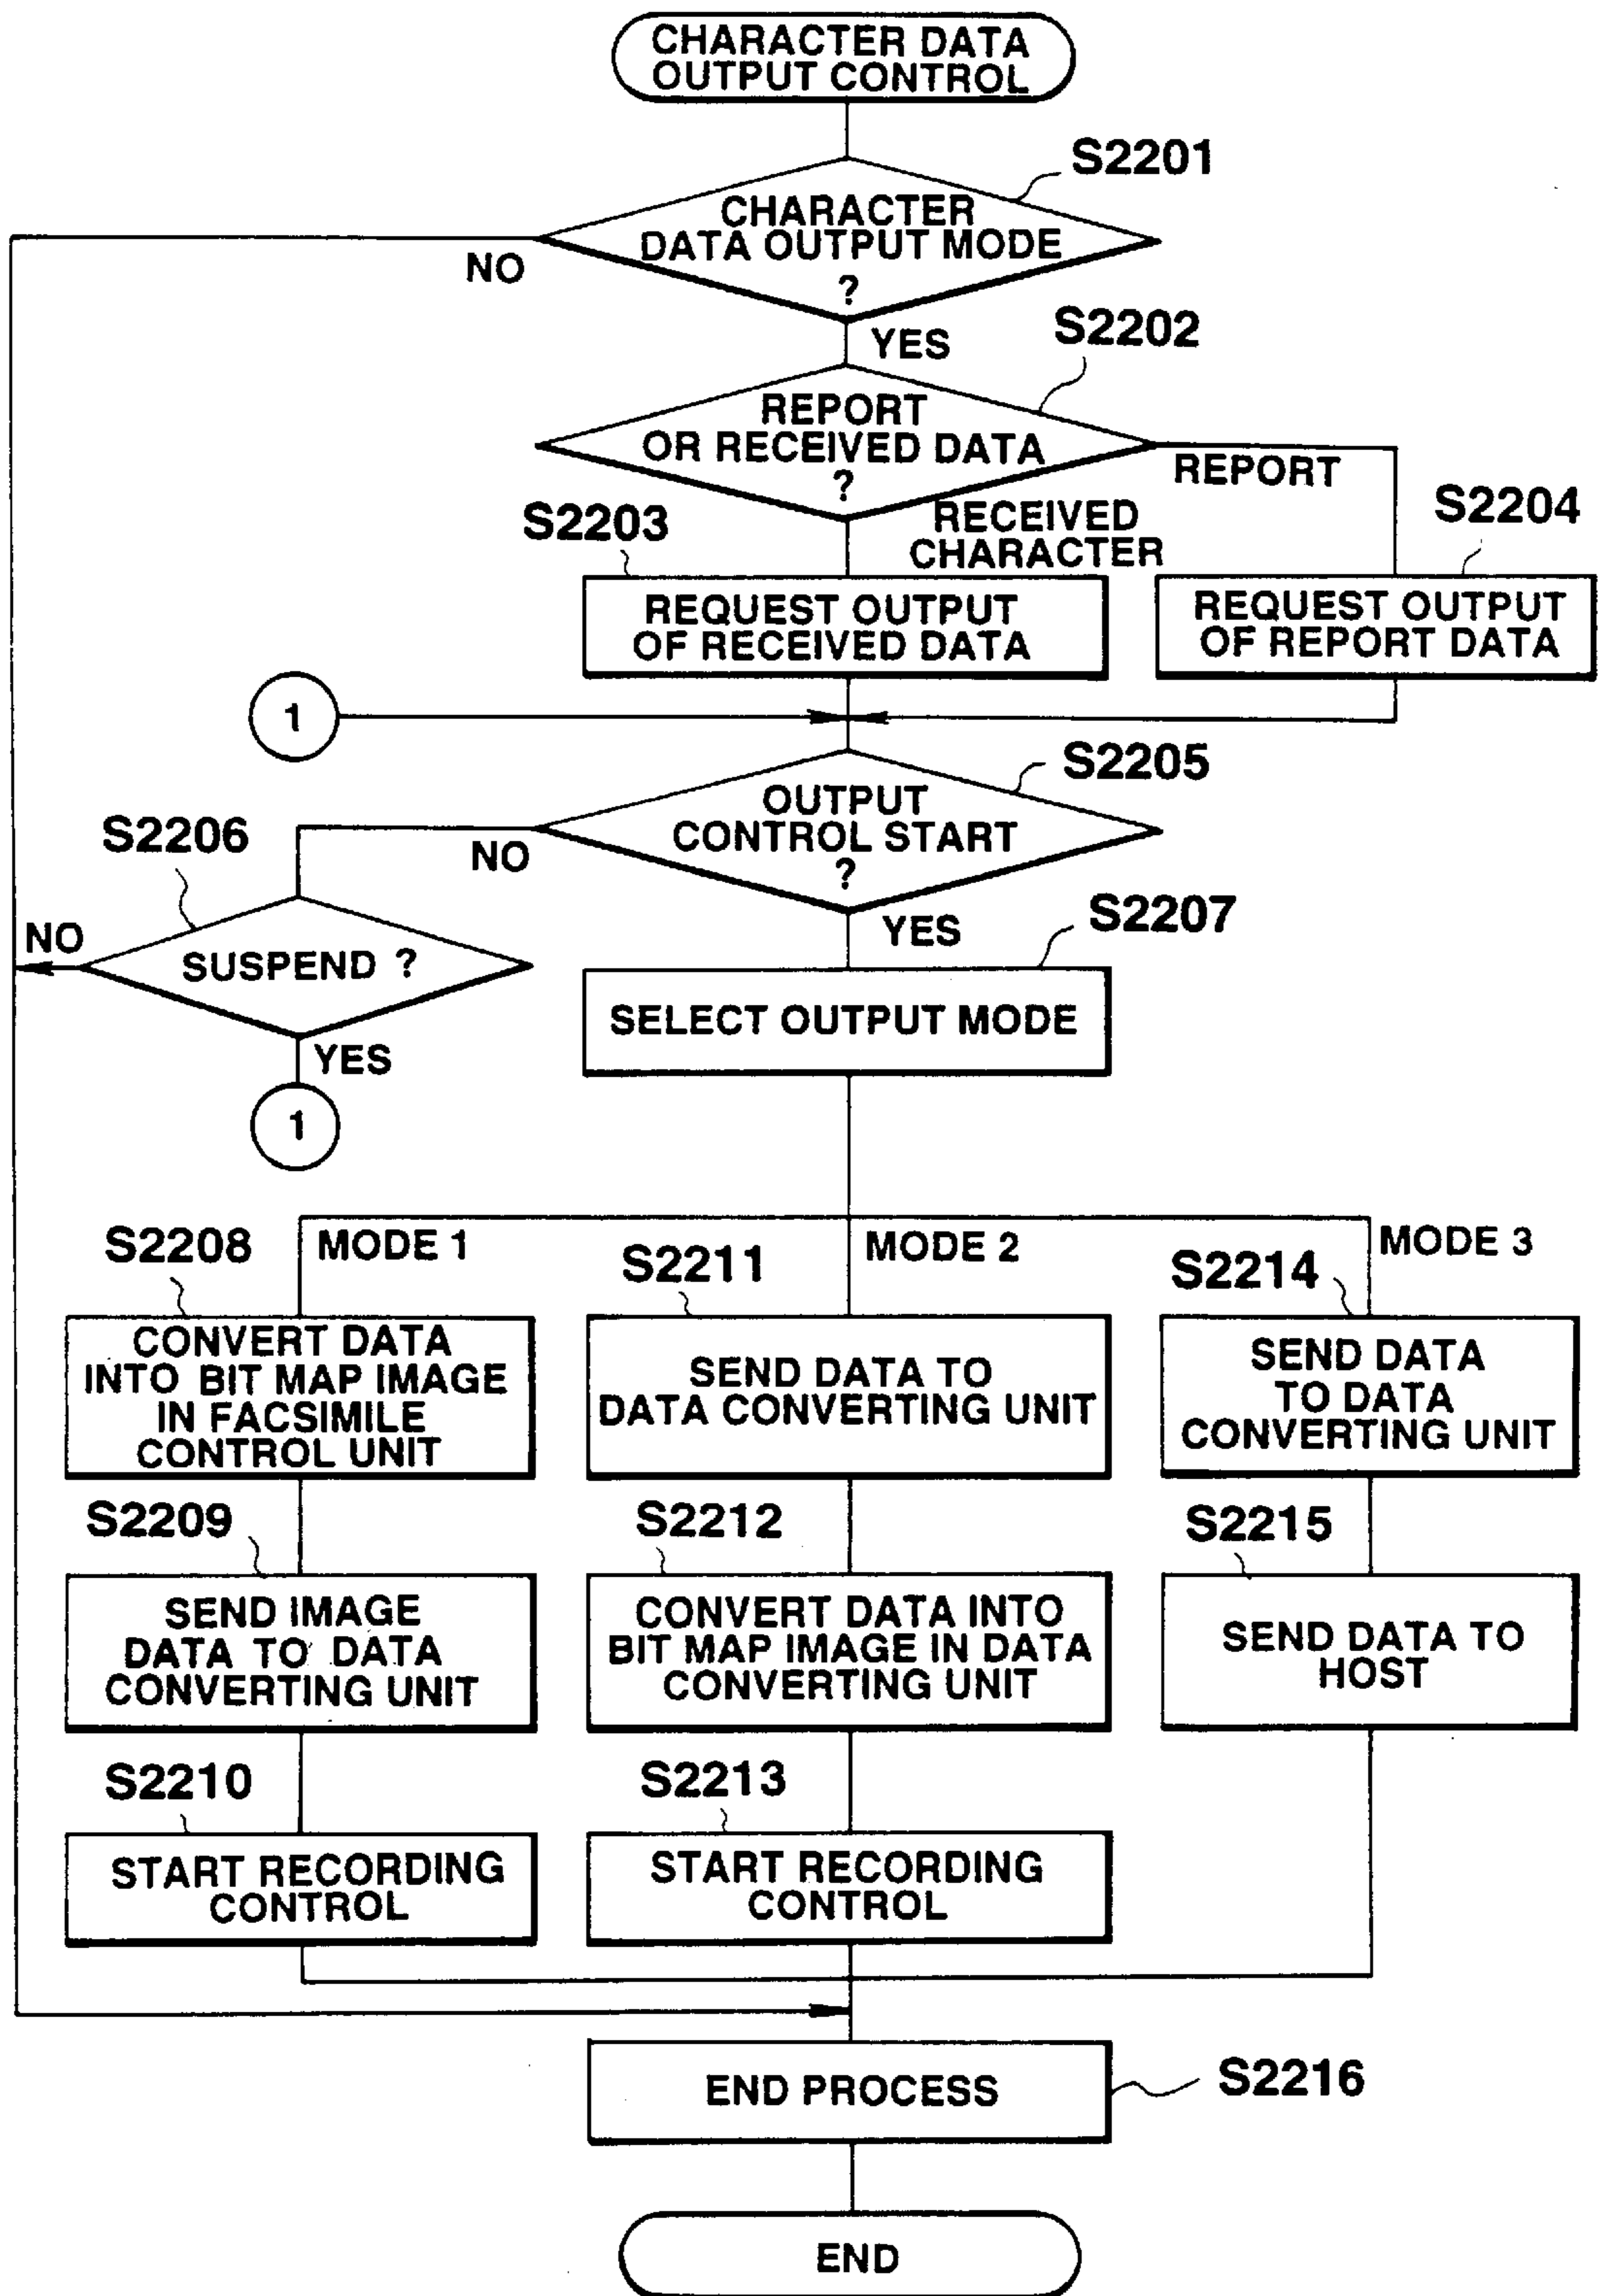 CHARACTER DATA
OUTPUT CONTROL
S2201
CHARACTER
DATA OUTPUT MODE
?
NO
YES
S2202
REPORT
OR RECEIVED DATA
?
REPORT
RECEIVED
CHARACTER
S2203
S2204
REQUEST OUTPUT
OF RECEIVED DATA
REQUEST OUTPUT
OF REPORT DATA
1
S2205
OUTPUT
CONTROL START
?
NO
YES
S2206
SUSPEND ?
NO
YES
1
S2207
SELECT OUTPUT MODE
MODE 1
MODE 2
MODE 3
S2208
CONVERT DATA
INTO BIT MAP IMAGE
IN FACSIMILE
CONTROL UNIT
S2211
SEND DATA TO
DATA CONVERTING UNIT
S2214
SEND DATA
TO DATA
CONVERTING UNIT
S2209
SEND IMAGE
DATA TO DATA
CONVERTING UNIT
S2212
CONVERT DATA INTO
BIT MAP IMAGE IN DATA
CONVERTING UNIT
S2215
SEND DATA TO
HOST
S2210
START RECORDING
CONTROL
S2213
START RECORDING
CONTROL
END PROCESS
S2216
END